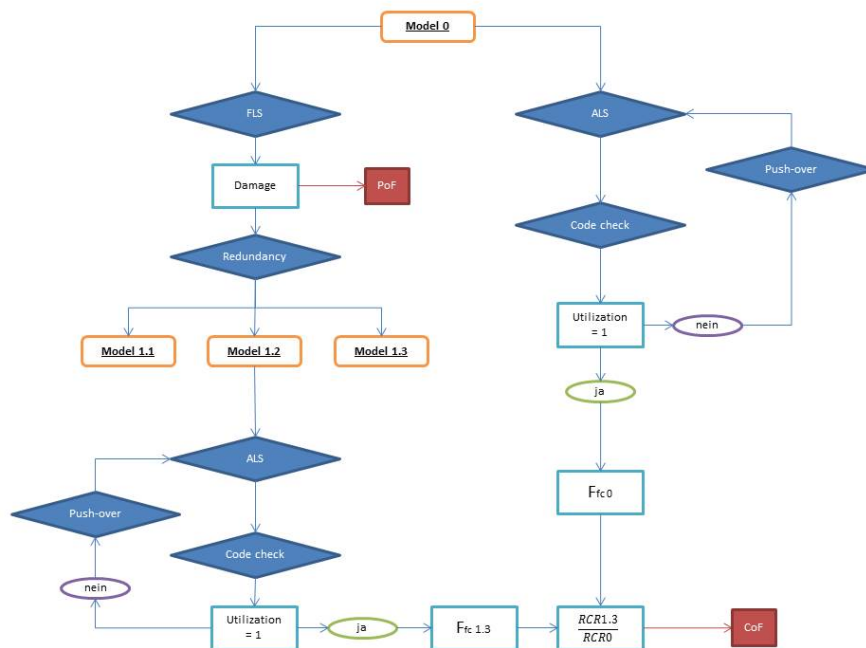 Model 0
FLS
ALS
Damage
PoF
Push-over
Code check
Redundancy
Utilization
= 1
nein
Model 1.1
Model 1.2
Model 1.3
ja
ALS
Ffc 0
Push-over
Code check
nein
Utilization
= 1
ja
Ffc 1.3
RCR1.3
RCR0
CoF